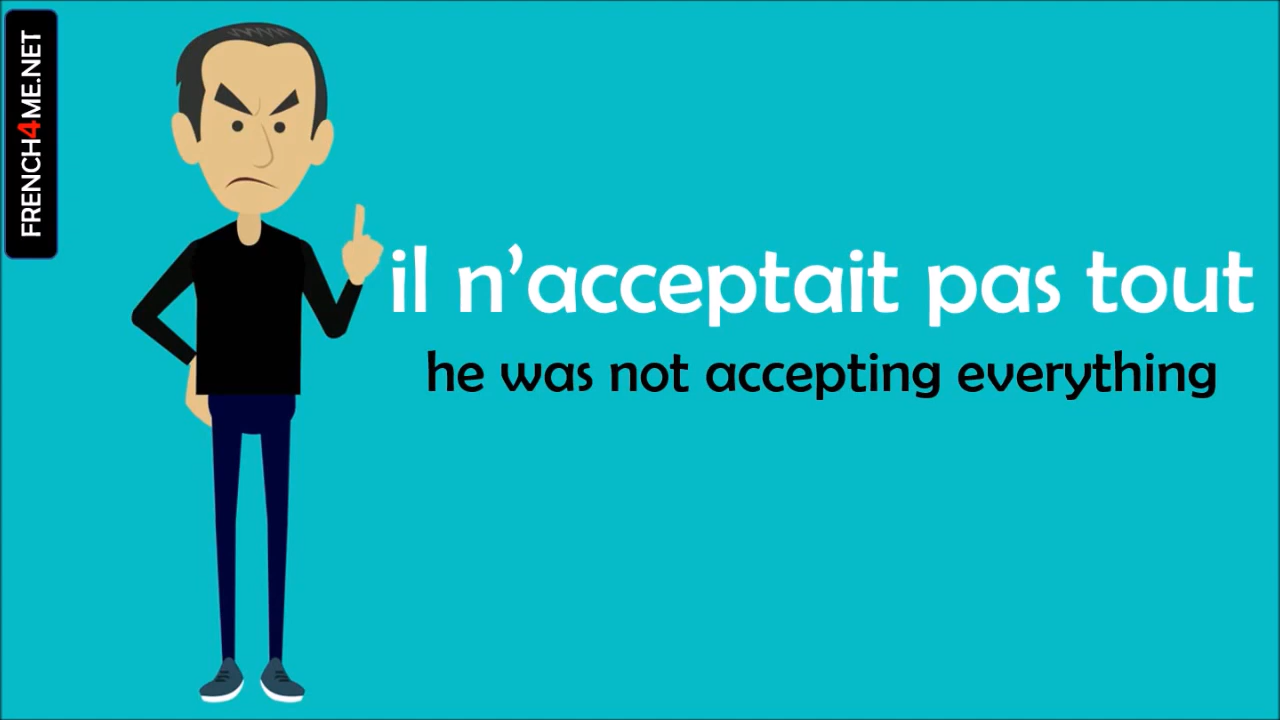 FRENCH4ME.NET
il n’acceptait pas tout
he was not accepting everything